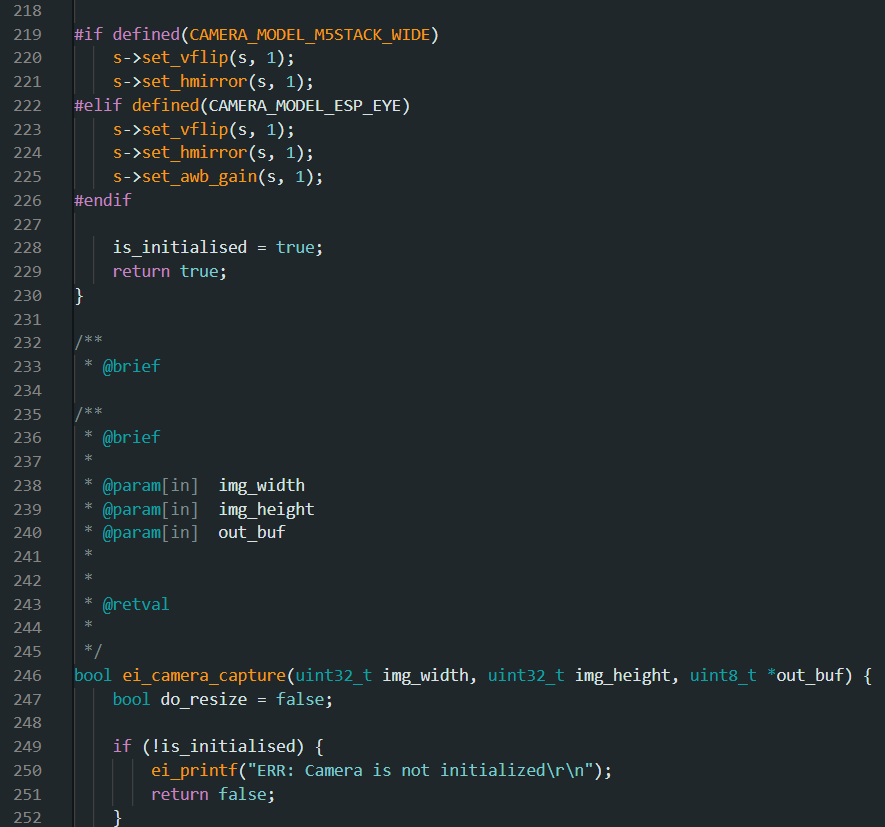 218
219 #if defined(CAMERA_MODEL_M5STACK_WIDE)
220     s->set_vflip(s, 1);
221     s->set_hmirror(s, 1);
222 #elif defined(CAMERA_MODEL_ESP_EYE)
223     s->set_vflip(s, 1);
224     s->set_hmirror(s, 1);
225     s->set_awb_gain(s, 1);
226 #endif
227
228     is_initialised = true;
229     return true;
230 }
231
232 /**
233  * @brief
234
235 /**
236  * @brief
237  *
238  * @param[in]  img_width
239  * @param[in]  img_height
240  * @param[in]  out_buf
241  *
242  *
243  * @retval
244  *
245  */
246 bool ei_camera_capture(uint32_t img_width, uint32_t img_height, uint8_t *out_buf) {
247     bool do_resize = false;
248
249     if (!is_initialised) {
250         ei_printf("ERR: Camera is not initialized\r\n");
251         return false;
252     }